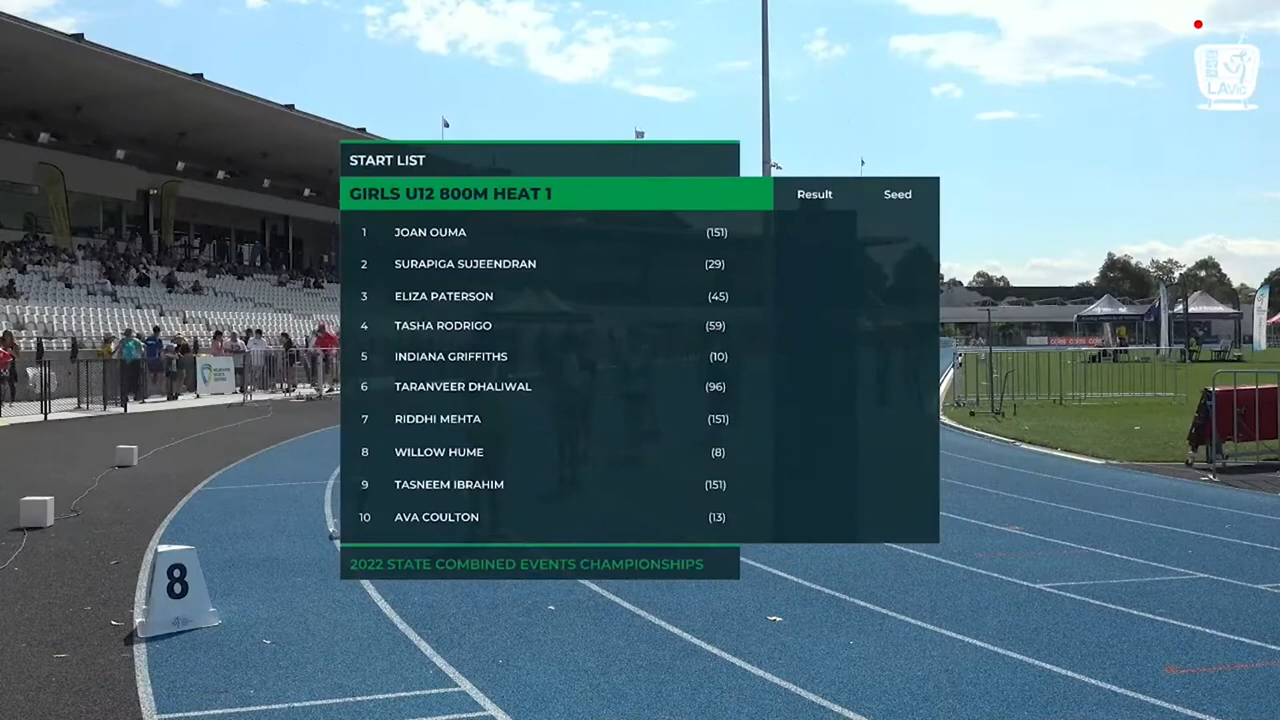 LAVic
START LIST
GIRLS U12 800M HEAT 1 Result Seed
1 JOAN OUMA (151)
2 SURAPIGA SUJEENDRAN (29)
3 ELIZA PATERSON (45)
4 TASHA RODRIGO (59)
5 INDIANA GRIFFITHS (10)
6 TARANVEER DHALIWAL (96)
7 RIDDHI MEHTA (151)
8 WILLOW HUME (8)
9 TASNEEM IBRAHIM (151)
10 AVA COULTON (13)
2022 STATE COMBINED EVENTS CHAMPIONSHIPS
8